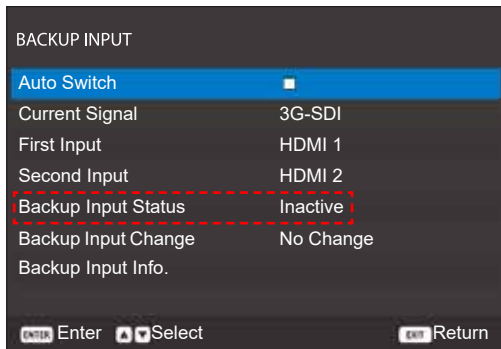 BACKUP INPUT
Auto Switch
Current Signal 3G-SDI
First Input HDMI 1
Second Input HDMI 2
Backup Input Status Inactive
Backup Input Change No Change
Backup Input Info.
ENTER Enter Select EXIT Return